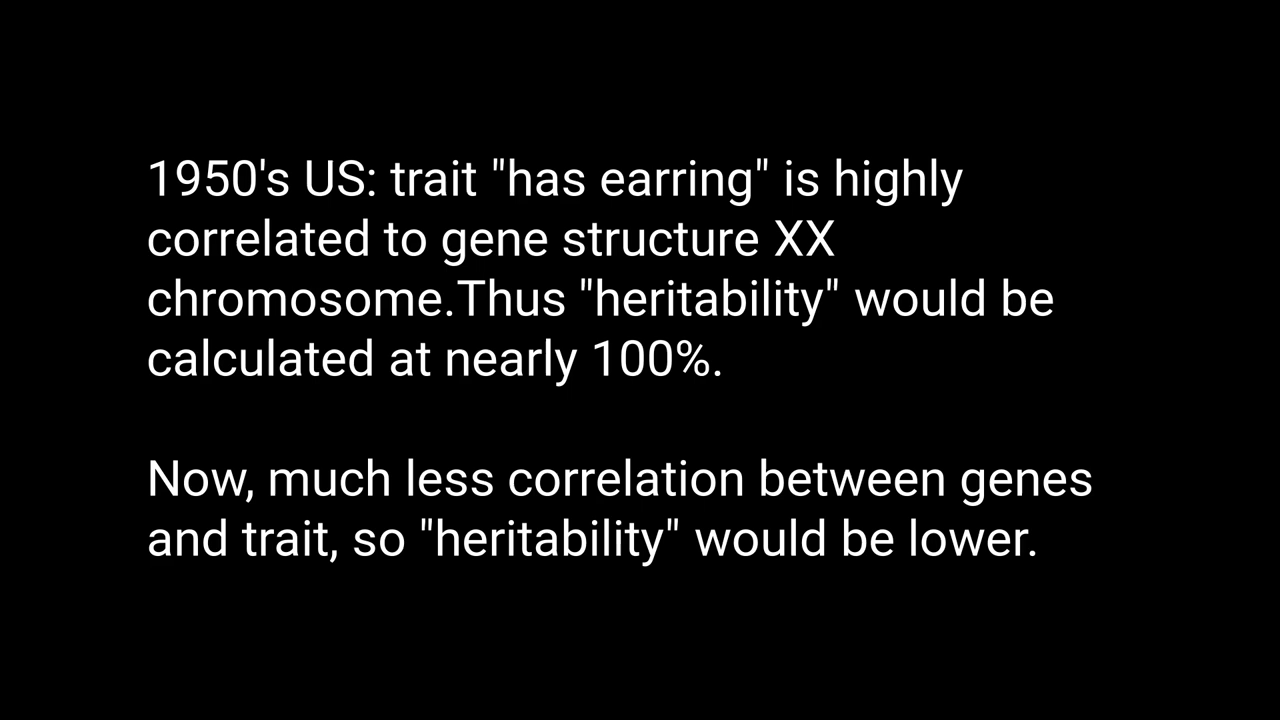 1950's US: trait "has earring" is highly
correlated to gene structure XX
chromosome.Thus "heritability" would be
calculated at nearly 100%.
Now, much less correlation between genes
and trait, so "heritability" would be lower.